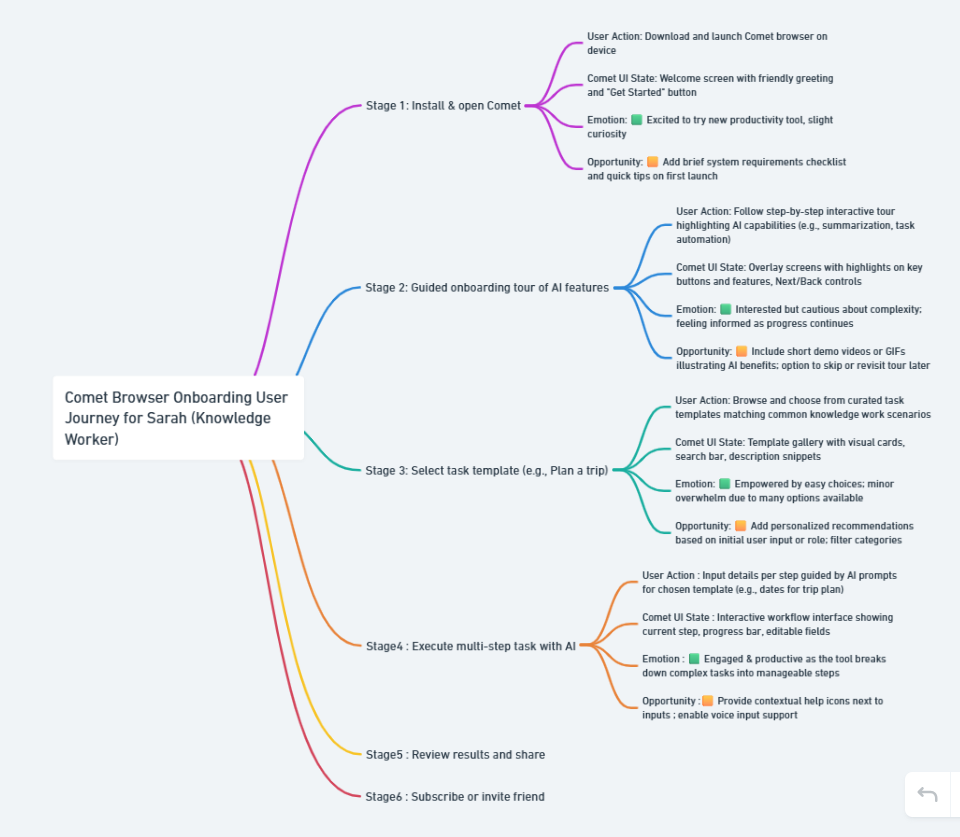 Comet Browser Onboarding User
Journey for Sarah (Knowledge
Worker)
Stage 1: Install & open Comet
User Action: Download and launch Comet browser on
device
Comet UI State: Welcome screen with friendly greeting
and "Get Started" button
Emotion: 🟩 Excited to try new productivity tool, slight
curiosity
Opportunity: 🟧 Add brief system requirements checklist
and quick tips on first launch
Stage 2: Guided onboarding tour of AI features
User Action: Follow step-by-step interactive tour
highlighting AI capabilities (e.g., summarization, task
automation)
Comet UI State: Overlay screens with highlights on key
buttons and features, Next/Back controls
Emotion: 🟩 Interested but cautious about complexity;
feeling informed as progress continues
Opportunity: 🟧 Include short demo videos or GIFs
illustrating AI benefits; option to skip or revisit tour later
Stage 3: Select task template (e.g., Plan a trip)
User Action: Browse and choose from curated task
templates matching common knowledge work scenarios
Comet UI State: Template gallery with visual cards,
search bar, description snippets
Emotion: 🟩 Empowered by easy choices; minor
overwhelm due to many options available
Opportunity: 🟧 Add personalized recommendations
based on initial user input or role; filter categories
Stage4 : Execute multi-step task with AI
User Action : Input details per step guided by AI prompts
for chosen template (e.g., dates for trip plan)
Comet UI State : Interactive workflow interface showing
current step, progress bar, editable fields
Emotion : 🟩 Engaged & productive as the tool breaks
down complex tasks into manageable steps
Opportunity :🟧 Provide contextual help icons next to
inputs ; enable voice input support
Stage5 : Review results and share
Stage6 : Subscribe or invite friend